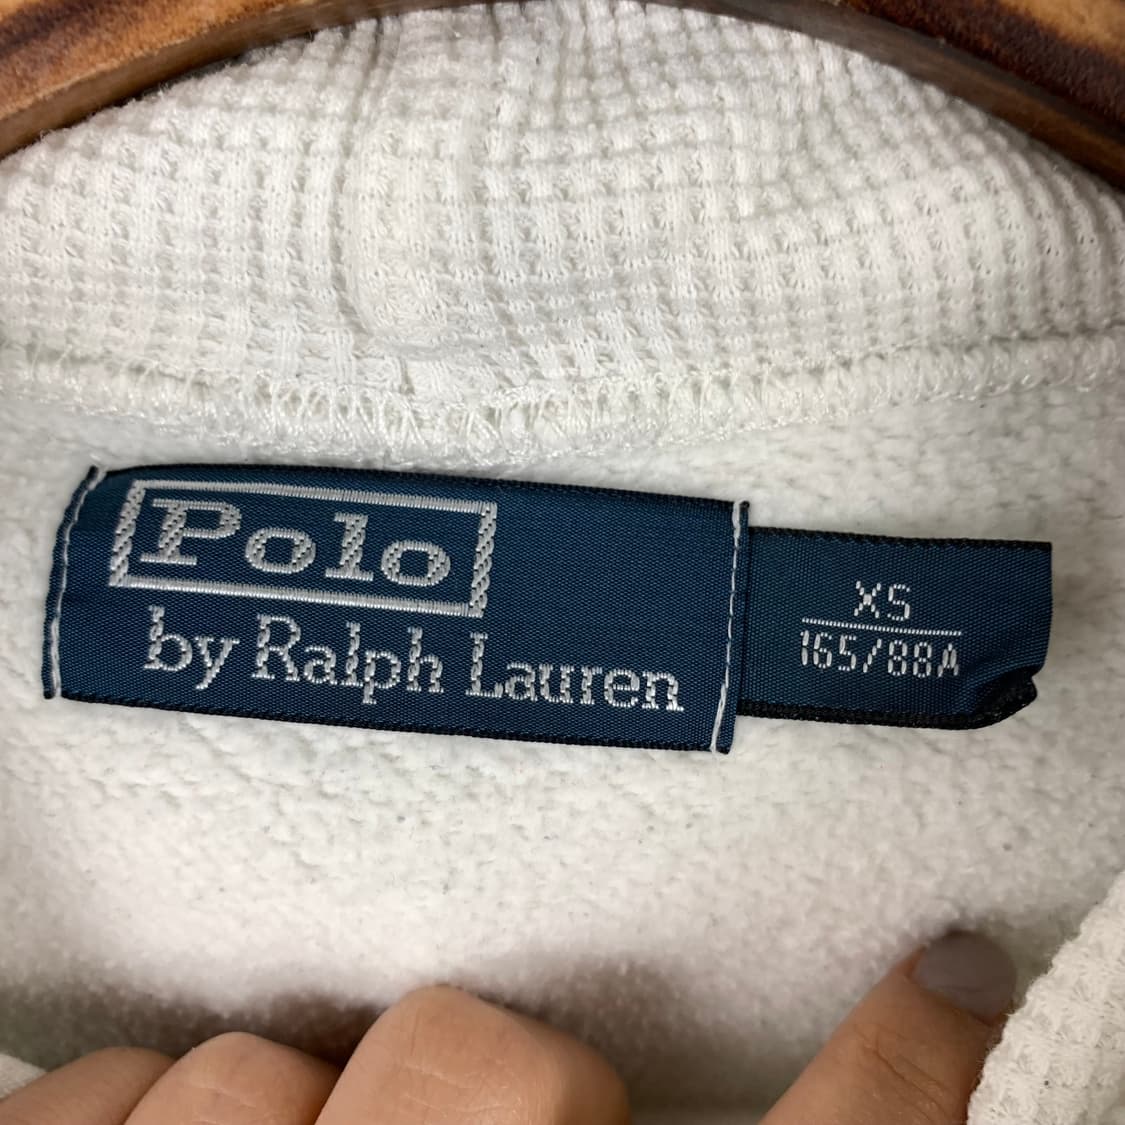 Polo
by Ralph Lauren
XS
165/88A